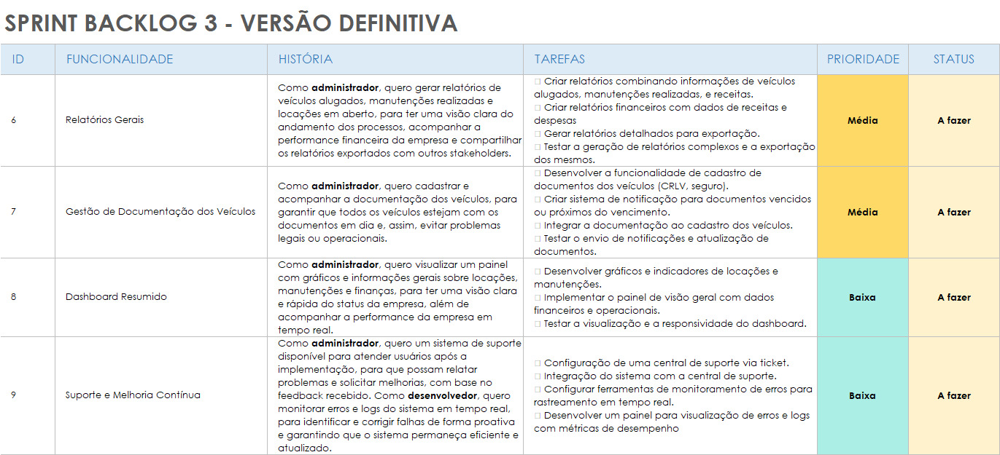 SPRINT BACKLOG 3 - VERSÃO DEFINITIVA
ID FUNCIONALIDADE HISTÓRIA TAREFAS PRIORIDADE STATUS
6
Relatórios Gerais
Como administrador, quero gerar relatórios de
veículos alugados, manutenções realizadas e
locações em aberto, para ter uma visão clara do
andamento dos processos, acompanhar a
performance financeira da empresa e compartilhar
os relatórios exportados com outros stakeholders.
□ Criar relatórios combinando informações de veículos
alugados, manutenções realizadas, e receitas.
□ Criar relatórios financeiros com dados de receitas e
despesas
□ Gerar relatórios detalhados para exportação.
□ Testar a geração de relatórios complexos e a exportação
dos mesmos.
Média
A fazer
7
Gestão de Documentação dos Veículos
Como administrador, quero cadastrar e
acompanhar a documentação dos veículos, para
garantir que todos os veículos estejam com os
documentos em dia e, assim, evitar problemas
legais ou operacionais.
□ Desenvolver a funcionalidade de cadastro de
documentos dos veículos (CRLV, seguro).
□ Criar sistema de notificação para documentos vencidos
ou próximos do vencimento.
□ Integrar a documentação ao cadastro dos veículos.
□ Testar o envio de notificações e atualização de
documentos.
Média
A fazer
8
Dashboard Resumido
Como administrador, quero visualizar um painel
com gráficos e informações gerais sobre locações,
manutenções e finanças, para ter uma visão clara
e rápida do status da empresa, além de
acompanhar a performance da empresa em
tempo real.
□ Desenvolver gráficos e indicadores de locações e
manutenções.
□ Implementar o painel de visão geral com dados
financeiros e operacionais.
□ Testar a visualização e a responsividade do dashboard.
Baixa
A fazer
9
Suporte e Melhoria Contínua
Como administrador, quero um sistema de suporte
disponível para atender usuários após a
implementação, para que possam relatar
problemas e solicitar melhorias, com base no
feedback recebido. Como desenvolvedor, quero
monitorar erros e logs do sistema em tempo real,
para identificar e corrigir falhas de forma proativa
e garantindo que o sistema permaneça eficiente e
atualizado.
□ Configuração de uma central de suporte via ticket.
□ Integração do sistema com a central de suporte.
□ Configurar ferramentas de monitoramento de erros para
rastreamento em tempo real.
□ Desenvolver um painel para visualização de erros e logs
com métricas de desempenho
Baixa
A fazer